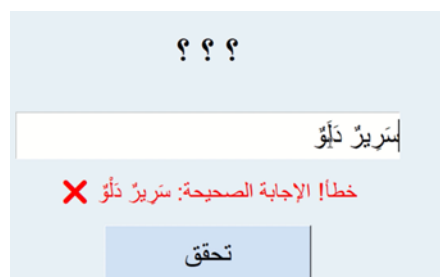 ؟ ؟ ؟
سَرِيرٌ دَلَوٌ
خطأ! الإجابة الصحيحة: سَرِيرٌ دَلْوٌ ❌
تحقق